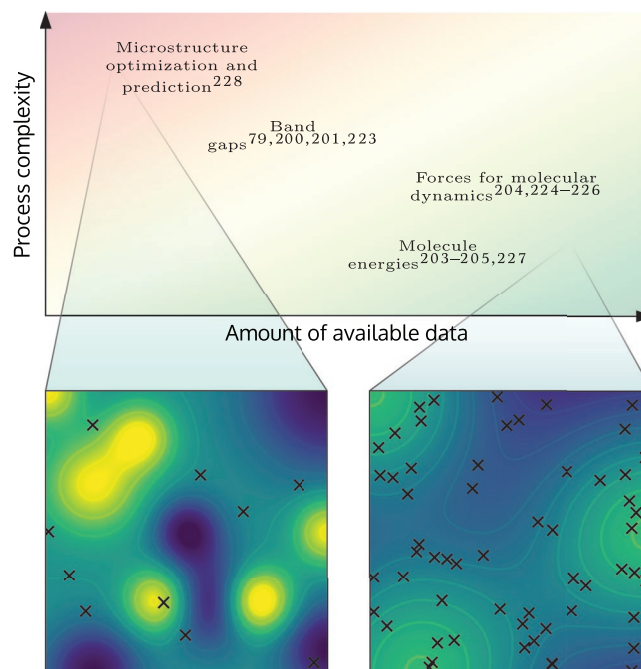 Microstructure
optimization and
prediction228
Band
gaps79,200,201,223
Forces for molecular
dynamics204,224–226
Molecule
energies203–205,227
Process complexity
Amount of available data